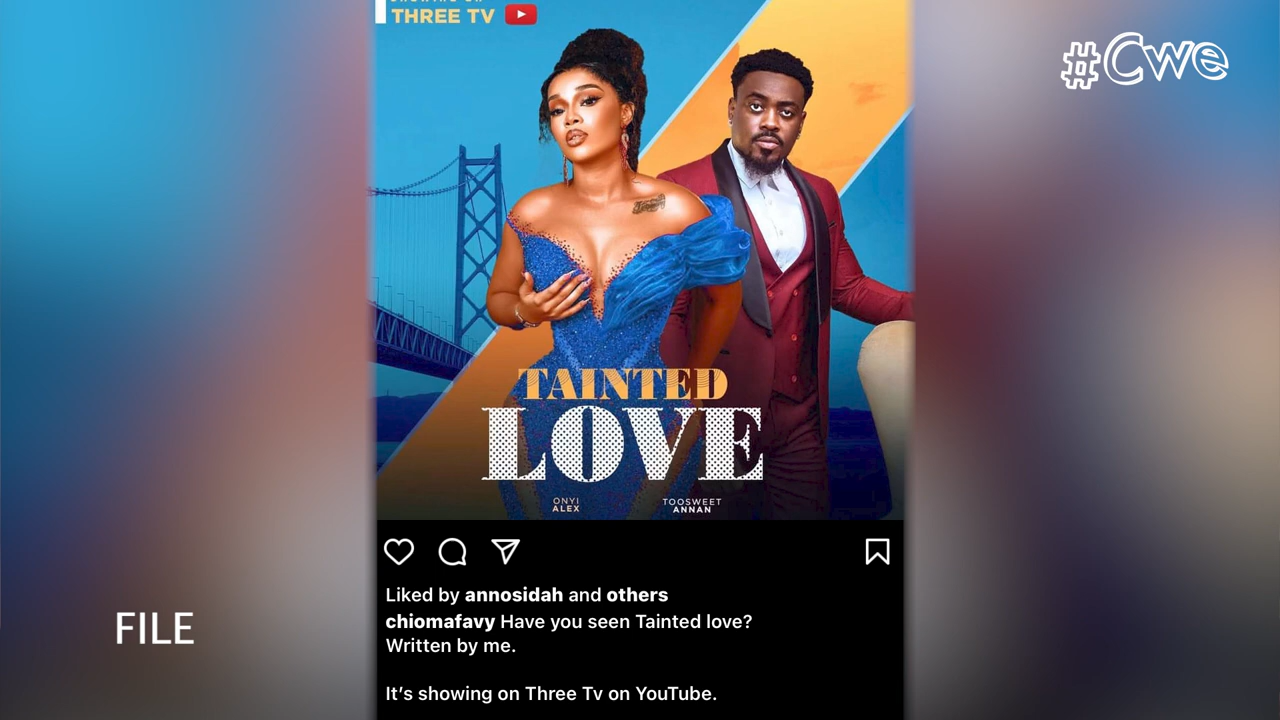 THREE TV
#Cwe
TAINTED
LOVE
ONYI
ALEX
TOOSWEET
ANNAN
Liked by annosidah and others
chiomafavy Have you seen Tainted love?
Written by me.
It's showing on Three Tv on YouTube.
FILE